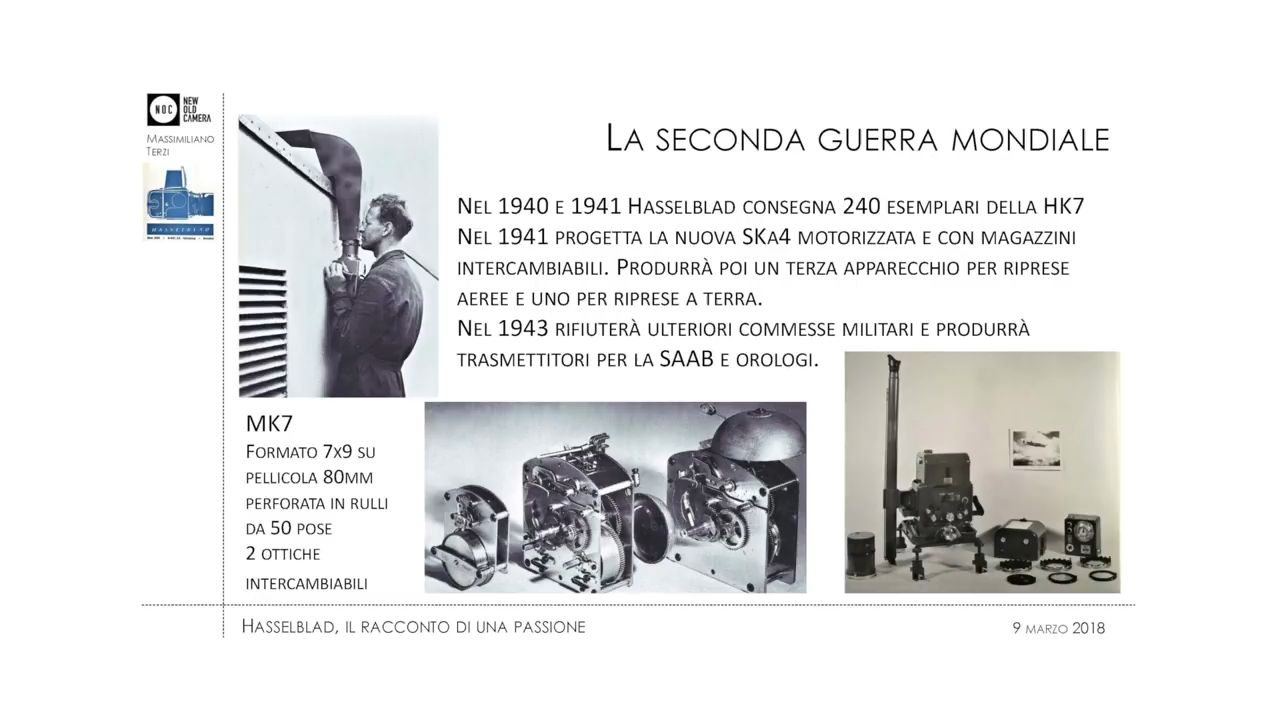 NOC
NEW
OLD
CAMERA
Massimiliano
Terzi
HASSELBLAD
La seconda guerra mondiale
Nel 1940 e 1941 Hasselblad consegna 240 esemplari della HK7
Nel 1941 progetta la nuova SKa4 motorizzata e con magazzini
intercambiabili. Produrrà poi un terza apparecchio per riprese
aeree e uno per riprese a terra.
Nel 1943 rifiuterà ulteriori commesse militari e produrrà
trasmettitori per la SAAB e orologi.
MK7
Formato 7x9 su
pellicola 80mm
perforata in rulli
da 50 pose
2 ottiche
intercambiabili
Hasselblad, il racconto di una passione
9 marzo 2018